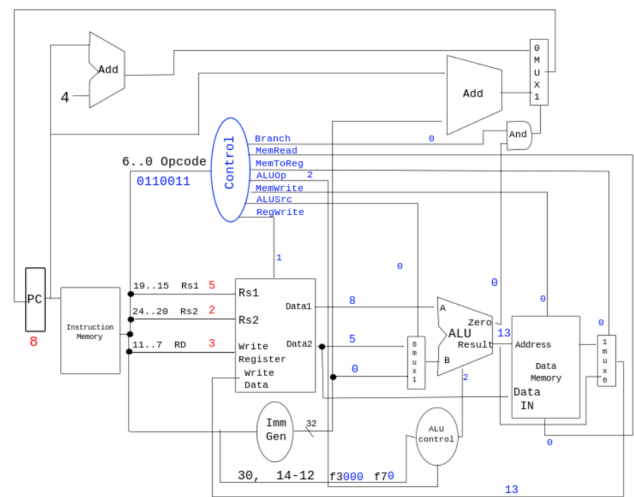 0
M
U
X
1
Add
Add
4
And
Branch 0
MemRead
6..0 Opcode
MemToReg
0110011
ALUOp 2
MemWrite
ALUSrc
RegWrite
Control
1
0
0
PC
8
Instruction
Memory
19..15 Rs1 5
24..20 Rs2 2
11..7 RD 3
Rs1
Rs2
Write
Register
Write
Data
Data1
Data2
8
5
0
0
m
u
x
1
A
B
ALU
Zero
Result
13
2
0
Address
Data
Memory
Data
IN
0
0
1
m
u
x
0
Imm
Gen
32
ALU
control
30, 14-12 f3000 f70
13